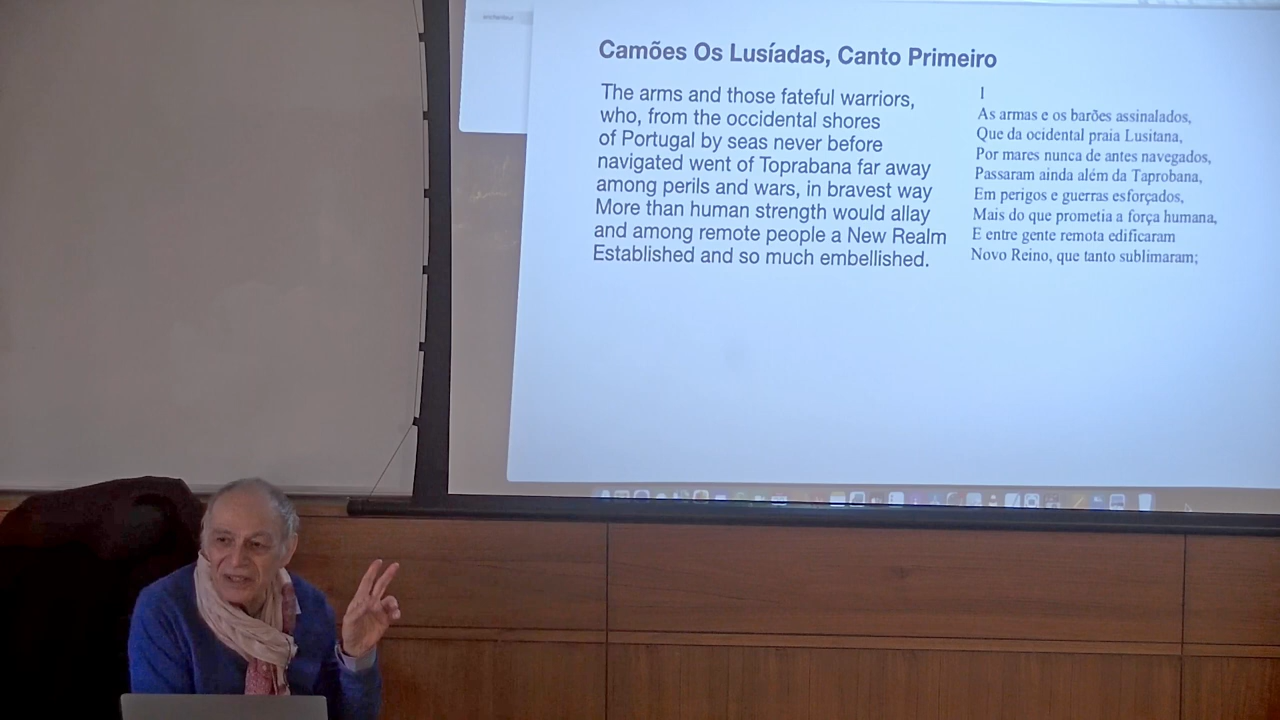 Camões Os Lusíadas, Canto Primeiro
The arms and those fateful warriors,
who, from the occidental shores
of Portugal by seas never before
navigated went of Toprabana far away
among perils and wars, in bravest way
More than human strength would allay
and among remote people a New Realm
Established and so much embellished.
I
As armas e os barões assinalados,
Que da ocidental praia Lusitana,
Por mares nunca de antes navegados,
Passaram ainda além da Taprobana,
Em perigos e guerras esforçados,
Mais do que prometia a força humana,
E entre gente remota edificaram
Novo Reino, que tanto sublimaram;